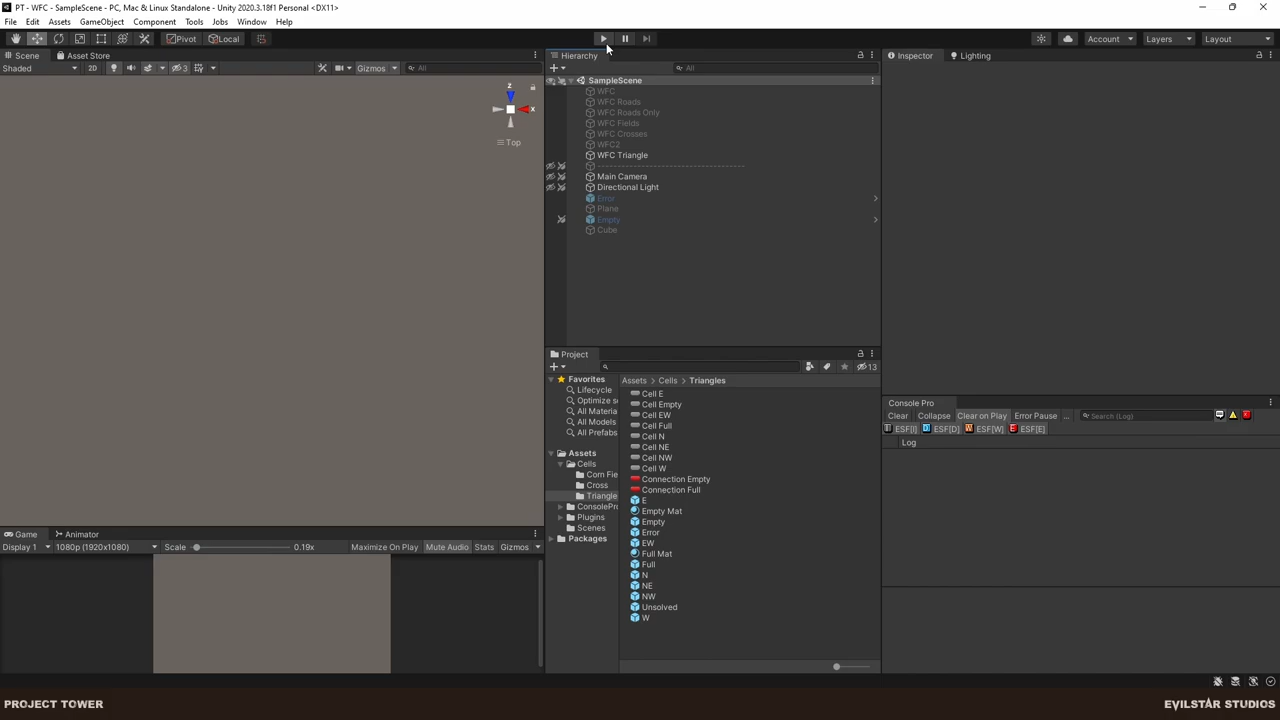 PT - WFC - SampleScene - PC, Mac & Linux Standalone - Unity 2020.3.18f1 Personal <DX11>
File Edit Assets GameObject Component Tools Jobs Window Help
Pivot Local Account Layers Layout
Scene Asset Store
Shaded 2D 3 Gizmos All
z
x
Top
Hierarchy
All
SampleScene
WFC
WFC Roads
WFC Roads Only
WFC Fields
WFC Crosses
WFC2
WFC Triangle
----------------------------------------
Main Camera
Directional Light
Error
Plane
Empty
Cube
Inspector Lighting
Game Animator
Display 1 1080p (1920x1080) Scale 0.19x Maximize On Play Mute Audio Stats Gizmos
Project
13
Favorites
Lifecycle
Optimize s
All Materia
All Models
All Prefabs
Assets
Cells
Corn Fie
Cross
Triangle
ConsolePro
Plugins
Scenes
Packages
Assets > Cells > Triangles
Cell E
Cell Empty
Cell EW
Cell Full
Cell N
Cell NE
Cell NW
Cell W
Connection Empty
Connection Full
E
Empty Mat
Empty
Error
EW
Full Mat
Full
N
NE
NW
Unsolved
W
Console Pro
Clear Collapse Clear on Play Error Pause ... Search (Log)
ESF[I] ESF[D] ESF[W] ESF[E]
Log
PROJECT TOWER
EVILSTAR STUDIOS